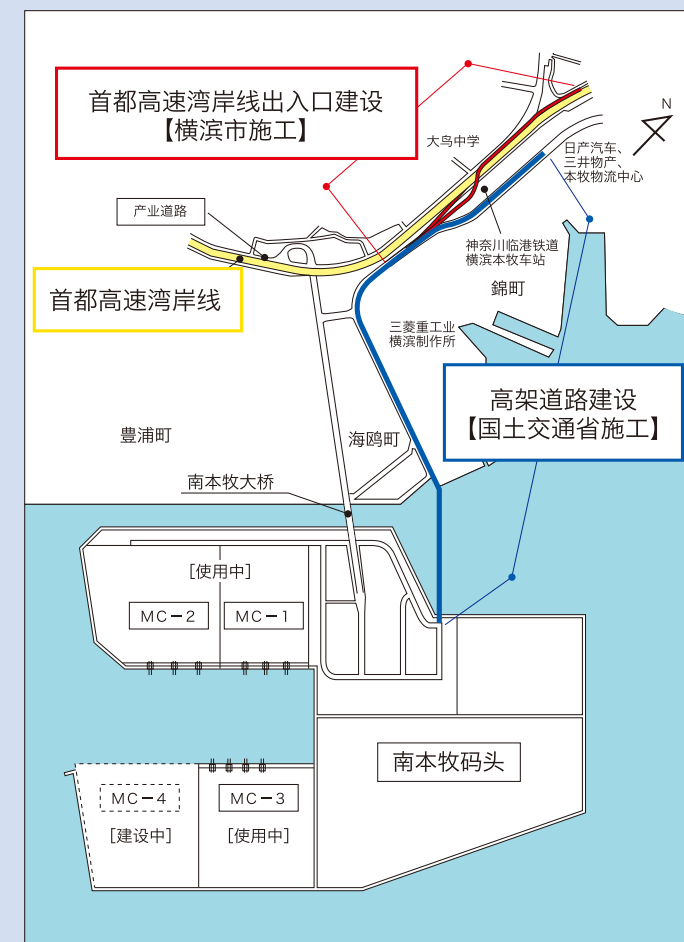 首都高速湾岸线出入口建设
【横滨市施工】
大鸟中学
N
日产汽车、
三井物产、
本牧物流中心
产业道路
神奈川临港铁道
横滨本牧车站
首都高速湾岸线
錦町
三菱重工业
横滨制作所
高架道路建设
【国土交通省施工】
豊浦町
海鸥町
南本牧大桥
[使用中]
MC-2
MC-1
南本牧码头
MC-4
MC-3
[建设中]
[使用中]